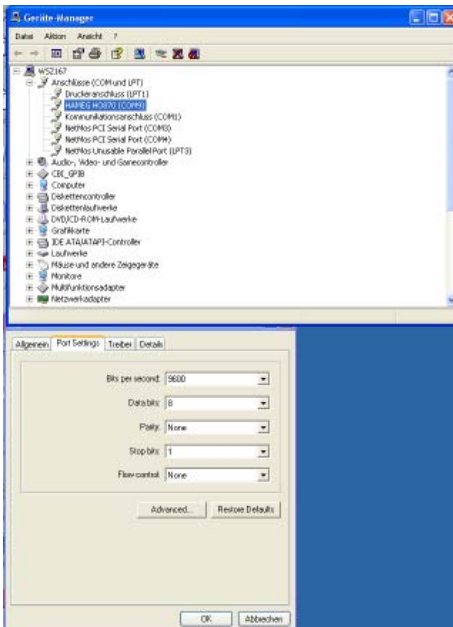 Geräte-Manager
Datei Aktion Ansicht ?
WS2167
Anschlüsse (COM und LPT)
Druckeranschluss (LPT1)
HAMEG HO870 (COM9)
Kommunikationsanschluss (COM1)
NetMos PCI Serial Port (COM3)
NetMos PCI Serial Port (COM4)
NetMos Unusable Parallel Port (LPT3)
Audio-, Video- und Gamecontroller
CBI_GPIB
Computer
Diskettencontroller
Diskettenlaufwerke
DVD/CD-ROM-Laufwerke
Grafikkarte
IDE ATA/ATAPI-Controller
Laufwerke
Mäuse und andere Zeigegeräte
Monitore
Multifunktionsadapter
Netzwerkadapter
Allgemein Port Settings Treiber Details
Bits per second: 9600
Data bits: 8
Parity: None
Stop bits: 1
Flow control: None
Advanced... Restore Defaults
OK Abbrechen